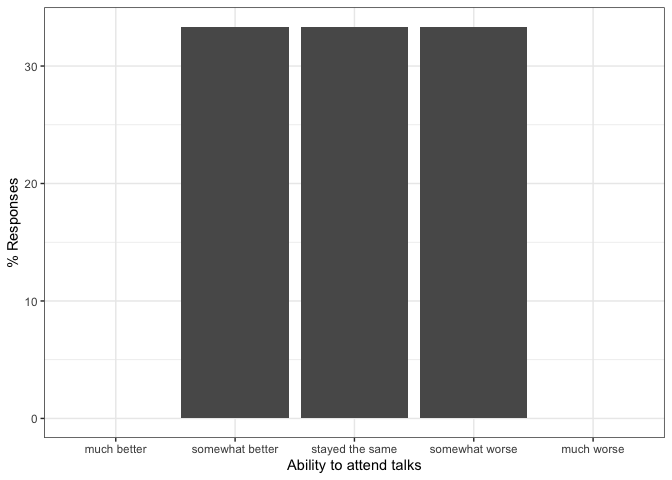 % Responses
30
20
10
0
much better somewhat better stayed the same somewhat worse much worse
Ability to attend talks